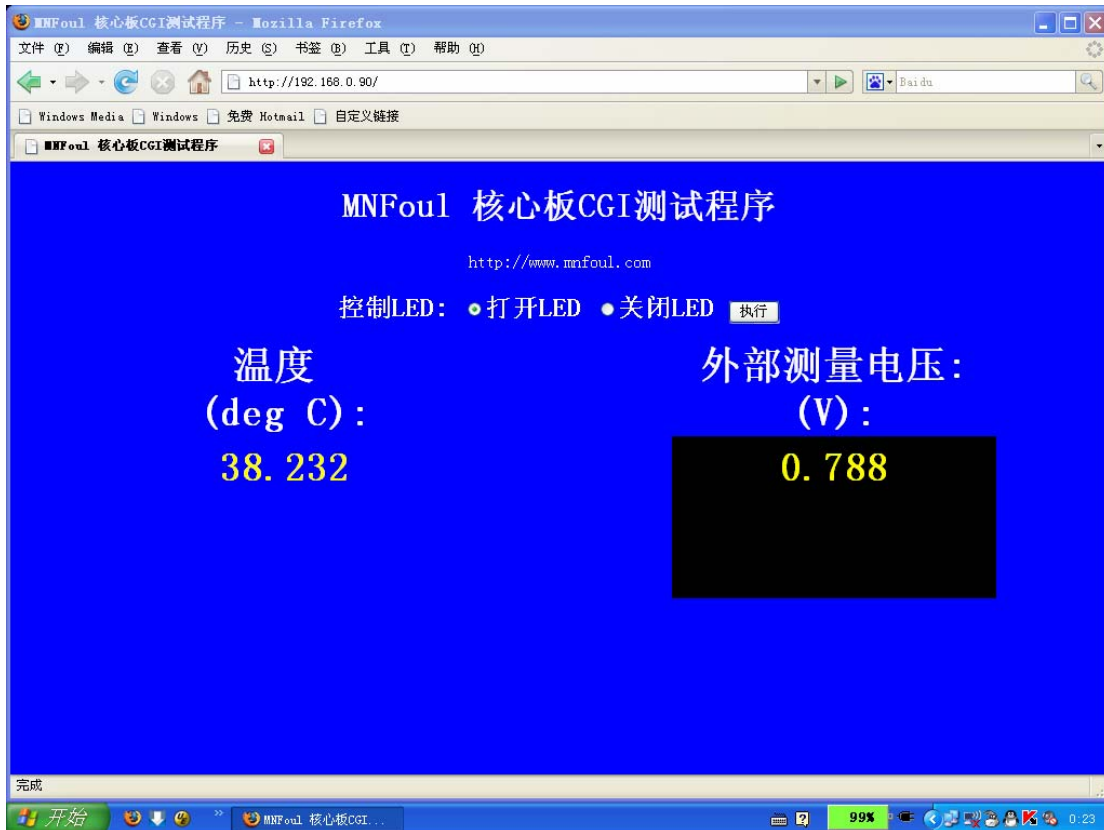 MNFoul 核心板CGI测试程序 - Mozilla Firefox
文件 (F) 编辑 (E) 查看 (V) 历史 (S) 书签 (B) 工具 (T) 帮助 (H)
http://192.168.0.90/ Baidu
Windows Media Windows 免费 Hotmail 自定义链接
MNFoul 核心板CGI测试程序
MNFoul 核心板CGI测试程序
http://www.mnfoul.com
控制LED: 打开LED 关闭LED 执行
温度
(deg C):
38.232
外部测量电压:
(V):
0.788
完成
开始 » MNFoul 核心板CGI... 99% 0:23